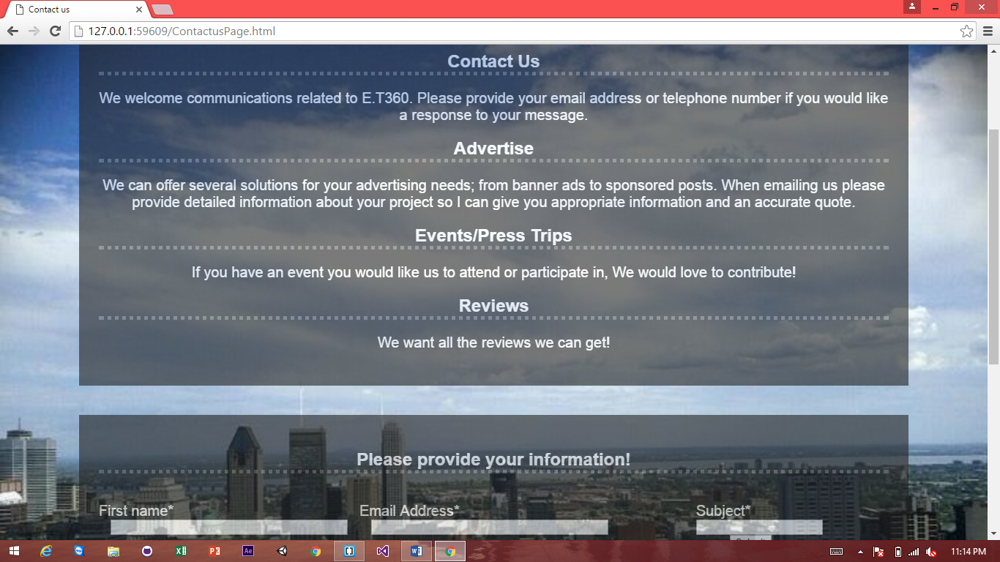 Contact us
127.0.0.1:59609/ContactusPage.html
Contact Us
We welcome communications related to E.T360. Please provide your email address or telephone number if you would like
a response to your message.
Advertise
We can offer several solutions for your advertising needs; from banner ads to sponsored posts. When emailing us please
provide detailed information about your project so I can give you appropriate information and an accurate quote.
Events/Press Trips
If you have an event you would like us to attend or participate in, We would love to contribute!
Reviews
We want all the reviews we can get!
Please provide your information!
First name* Email Address* Subject*
Ae
11:14 PM